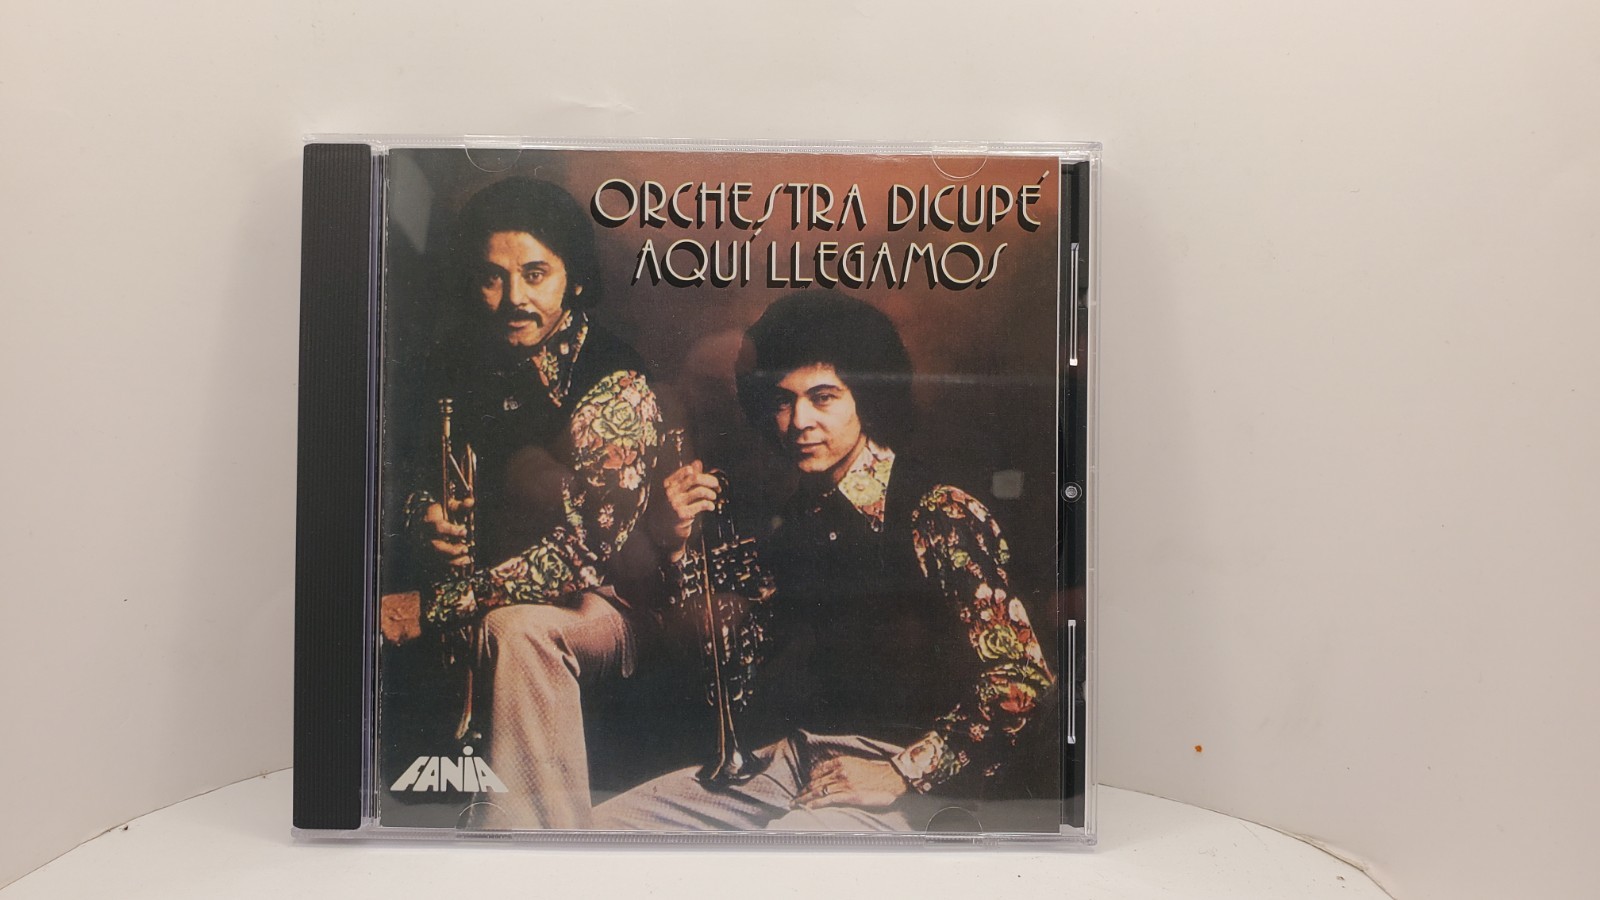 ORCHESTRA DICUPÉ
AQUÍ LLEGAMOS
FANIA